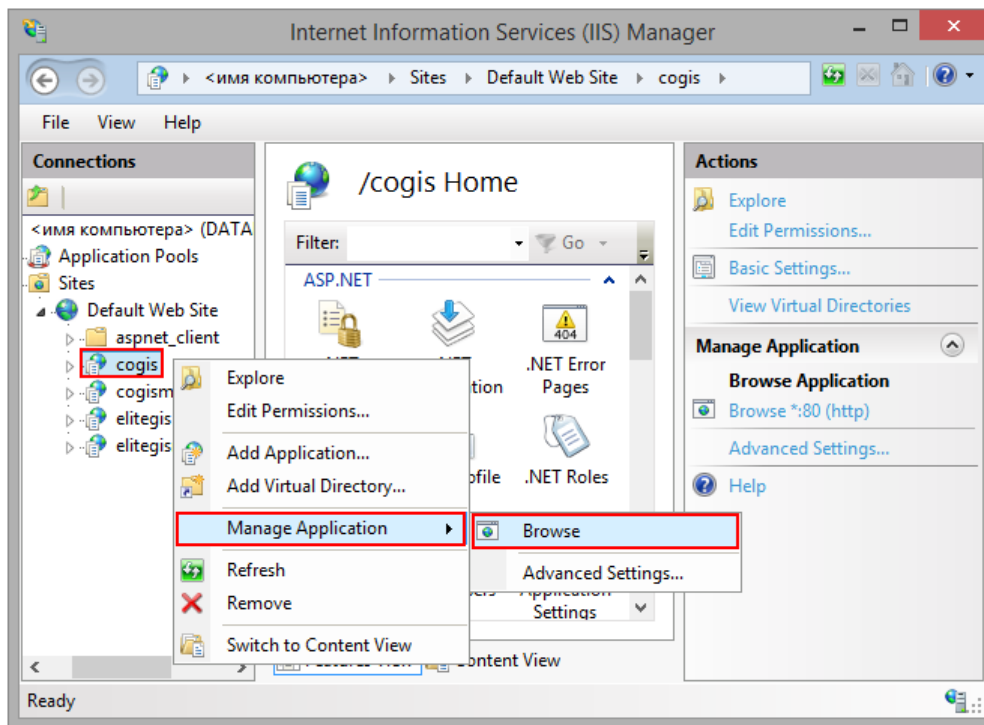 Internet Information Services (IIS) Manager
<имя компьютера> Sites Default Web Site cogis
File View Help
Connections
<имя компьютера> (DATA
Application Pools
Sites
Default Web Site
aspnet_client
cogis
cogism
elitegis
elitegis
/cogis Home
Filter:
Go
ASP.NET
404
.NET Error
Pages
.NET Roles
Settings
Explore
Edit Permissions...
Add Application...
Add Virtual Directory...
Manage Application
Refresh
Remove
Switch to Content View
Browse
Advanced Settings...
Content View
Actions
Explore
Edit Permissions...
Basic Settings...
View Virtual Directories
Manage Application
Browse Application
Browse *:80 (http)
Advanced Settings...
Help
Ready